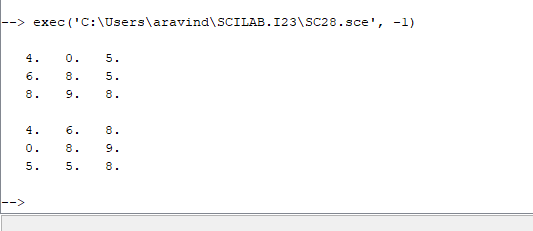 --> exec('C:\Users\aravind\SCILAB.I23\SC28.sce', -1)
4. 0. 5.
6. 8. 5.
8. 9. 8.
4. 6. 8.
0. 8. 9.
5. 5. 8.
-->